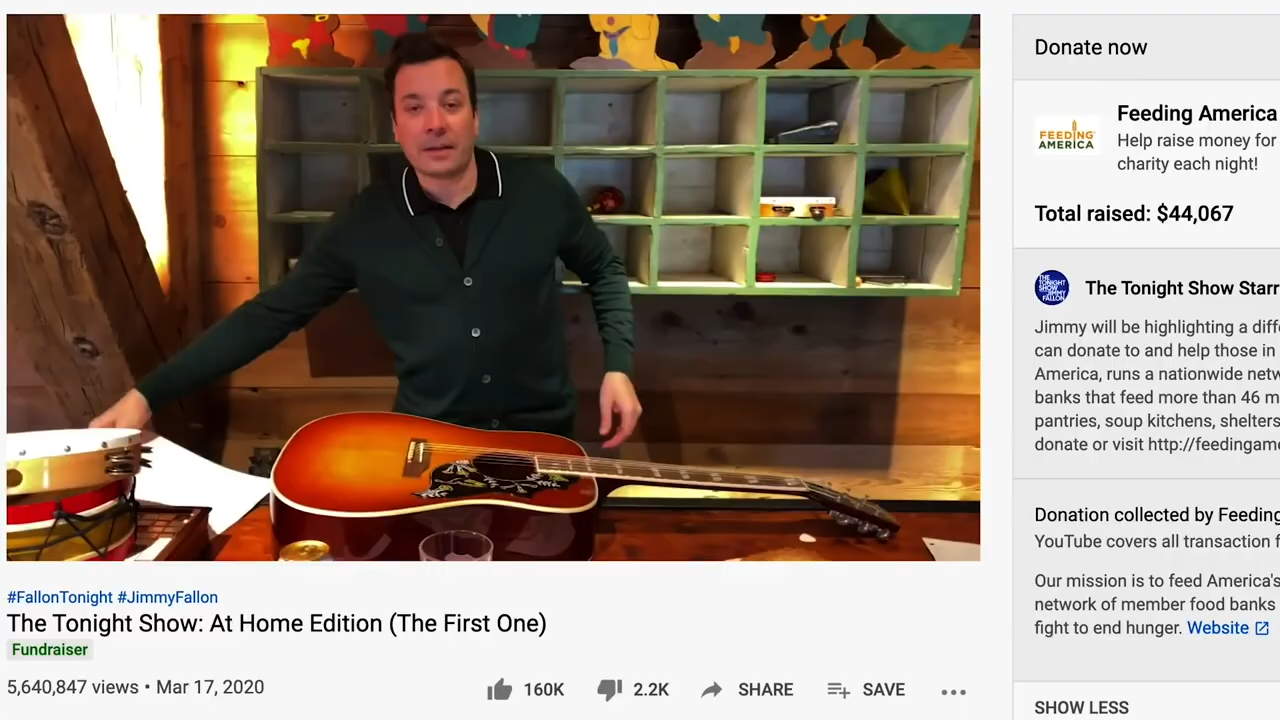 #FallonTonight #JimmyFallon
The Tonight Show: At Home Edition (The First One)
Fundraiser
5,640,847 views • Mar 17, 2020
160K
2.2K
SHARE
SAVE
Donate now
FEEDING
AMERICA
Feeding America
Help raise money for
charity each night!
Total raised: $44,067
THE
TONIGHT
SHOW
JIMMY
FALLON
The Tonight Show Starr
Jimmy will be highlighting a diff
can donate to and help those in
America, runs a nationwide netw
banks that feed more than 46 m
pantries, soup kitchens, shelters
donate or visit http://feedingam
Donation collected by Feeding
YouTube covers all transaction f
Our mission is to feed America's
network of member food banks
fight to end hunger. Website
SHOW LESS